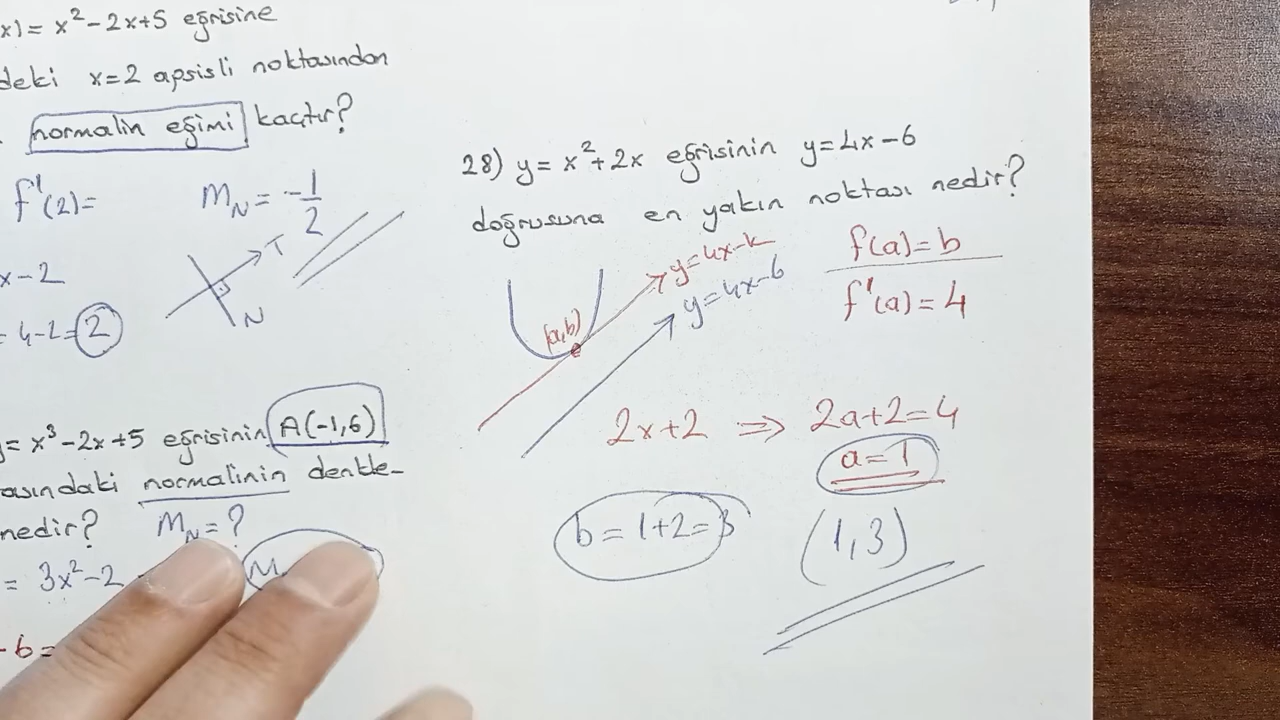 x)= x²-2x+5 eğrisine
deki x=2 apsisli noktasından
normalin eğimi kaçtır?
f'(2)=
m_N = -1/2
x-2
T
N
= 4-2=2
y= x³-2x+5 eğrisinin A(-1,6)
asındaki normalinin denkle-
nedir? m_N=?
= 3x²-2
-6=
28) y= x²+2x eğrisinin y=4x-6
doğrusuna en yakın noktası nedir?
y=4x-k
y=4x-6
(a,b)
f(a)=b
f'(a)=4
2x+2 ⇒ 2a+2=4
a=1
b=1+2=3
(1,3)